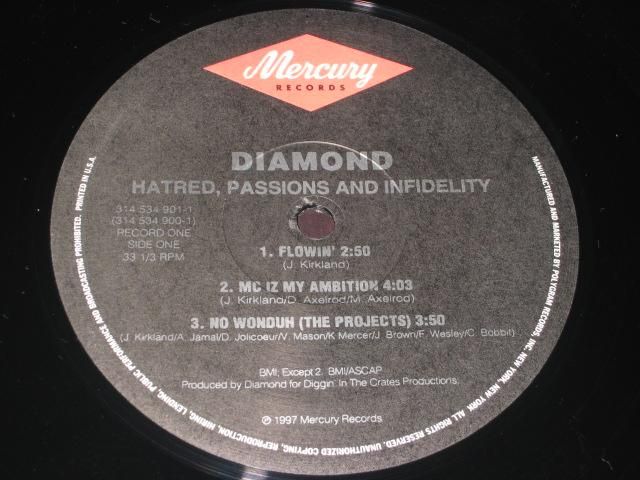 Mercury
RECORDS
DIAMOND
HATRED, PASSIONS AND INFIDELITY
314 534 901-1
(314 534 900-1)
RECORD ONE
SIDE ONE
33 1/3 RPM
1. FLOWIN' 2:50
(J. Kirkland)
2. MC IZ MY AMBITION 4:03
(J. Kirkland/D. Axelrod/M. Axelrod)
3. NO WONDUH (THE PROJECTS) 3:50
(J. Kirkland/A. Jamal/D. Jolicoeur/V. Mason/K Mercer/J. Brown/F. Wesley/C. Bobbit)
BMI; Except 2. BMI/ASCAP
Produced by Diamond for Diggin' In The Crates Productions.
℗ 1997 Mercury Records
MANUFACTURED AND MARKETED BY POLYGRAM RECORDS, INC. NEW YORK, NEW YORK ALL RIGHTS RESERVED. UNAUTHORIZED COPYING, REPRODUCTION, HIRING, LENDING, PUBLIC PERFORMANCE AND BROADCASTING PROHIBITED. PRINTED IN U.S.A.